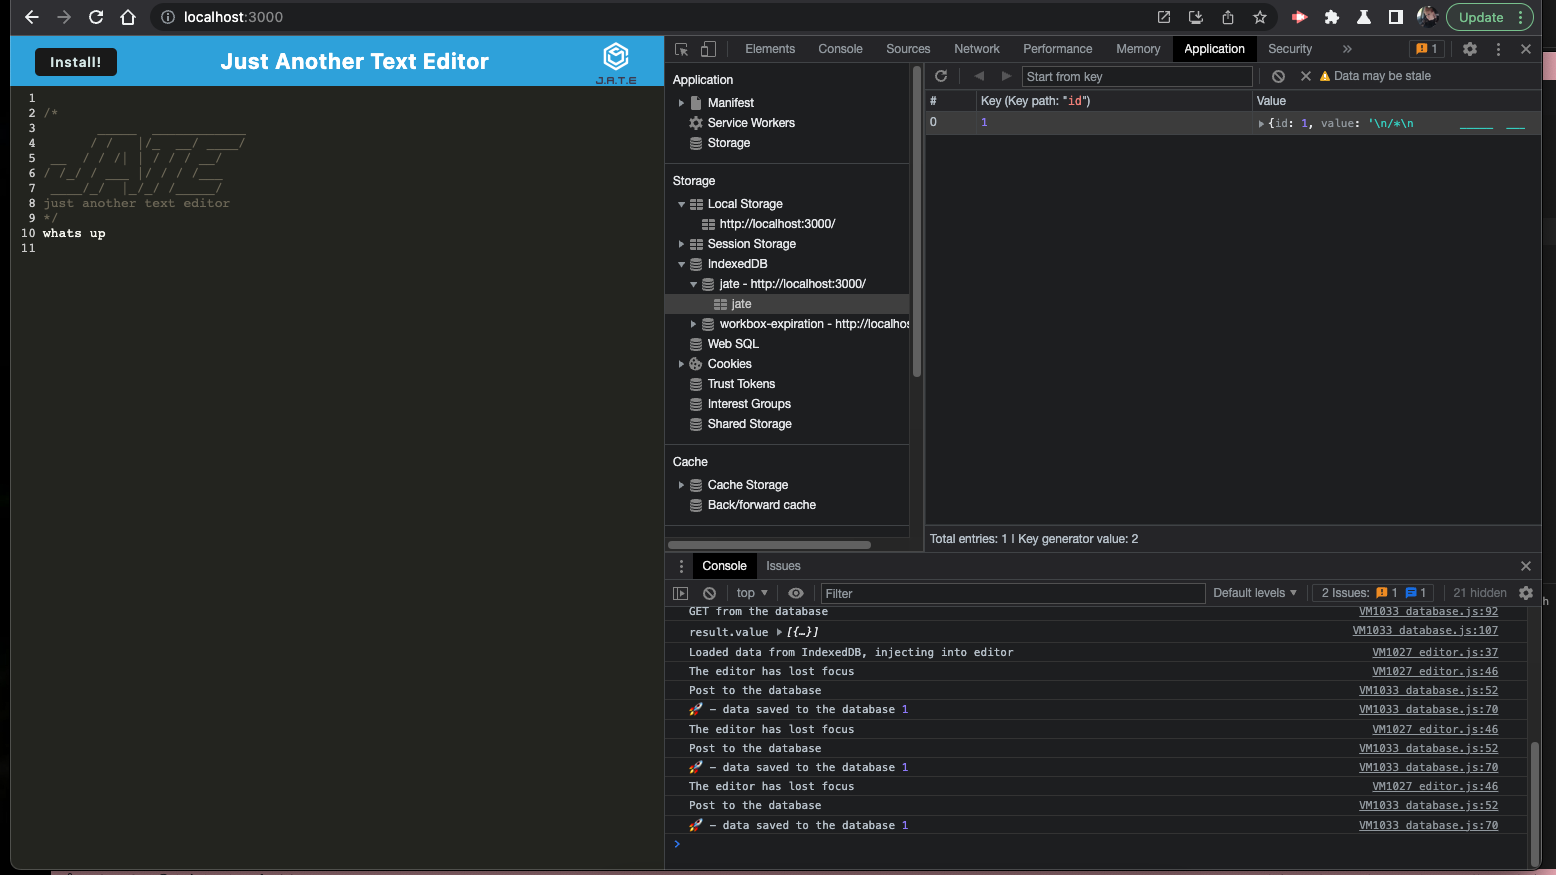 localhost:3000
Update
Install!
Just Another Text Editor
J.A.T.E
1
2 /*
3
4
5
6
7
8 just another text editor
9 */
10 whats up
11
Elements Console Sources Network Performance Memory Application Security » 1
Application
Manifest
Service Workers
Storage
Storage
Local Storage
http://localhost:3000/
Session Storage
IndexedDB
jate - http://localhost:3000/
jate
workbox-expiration - http://localhos
Web SQL
Cookies
Trust Tokens
Interest Groups
Shared Storage
Cache
Cache Storage
Back/forward cache
Start from key
Data may be stale
# Key (Key path: "id") Value
0 1 {id: 1, value: '\n/*\n
Total entries: 1 | Key generator value: 2
Console Issues
top Filter Default levels 2 Issues: 1 1 21 hidden
GET from the database VM1033 database.js:92
result.value [{…}] VM1033 database.js:107
Loaded data from IndexedDB, injecting into editor VM1027 editor.js:37
The editor has lost focus VM1027 editor.js:46
Post to the database VM1033 database.js:52
🚀 - data saved to the database 1 VM1033 database.js:70
The editor has lost focus VM1027 editor.js:46
Post to the database VM1033 database.js:52
🚀 - data saved to the database 1 VM1033 database.js:70
The editor has lost focus VM1027 editor.js:46
Post to the database VM1033 database.js:52
🚀 - data saved to the database 1 VM1033 database.js:70
>